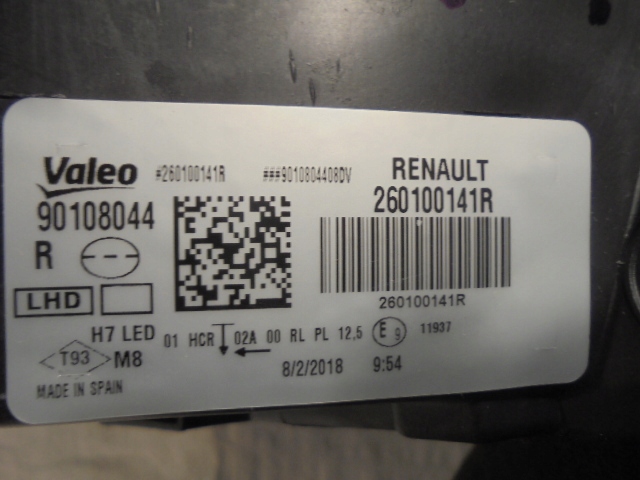 Valeo #260100141R ###9010804408DV RENAULT
90108044 260100141R
R
LHD
260100141R
H7 LED 01 HCR 02A 00 RL PL 12,5 E9 11937
T93 M8 8/2/2018 9:54
MADE IN SPAIN